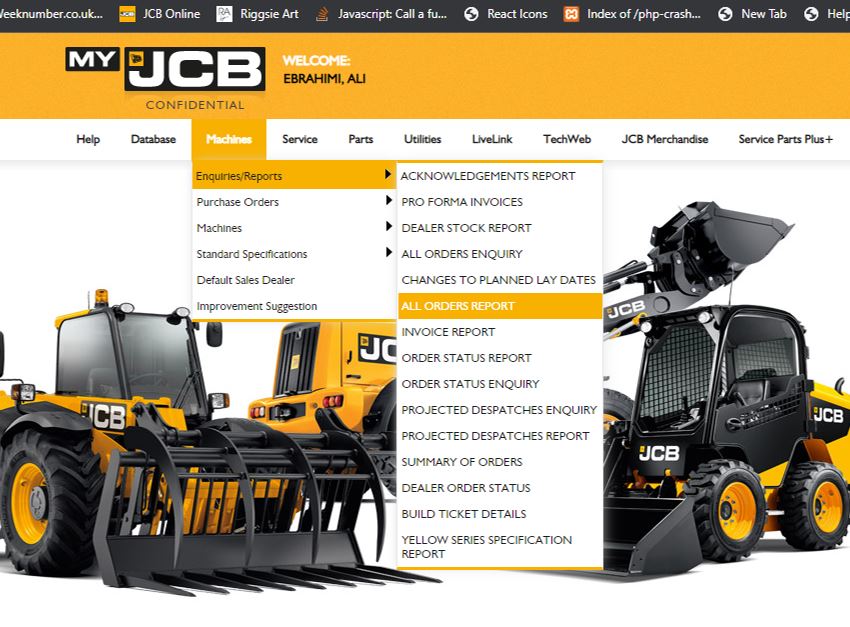 Weeknumber.co.uk...
JCB Online
Riggsie Art
Javascript: Call a fu...
React Icons
Index of /php-crash...
New Tab
Help
MY JCB
CONFIDENTIAL
WELCOME:
EBRAHIMI, ALI
Help
Database
Machines
Service
Parts
Utilities
LiveLink
TechWeb
JCB Merchandise
Service Parts Plus+
Enquiries/Reports
Purchase Orders
Machines
Standard Specifications
Default Sales Dealer
Improvement Suggestion
ACKNOWLEDGEMENTS REPORT
PRO FORMA INVOICES
DEALER STOCK REPORT
ALL ORDERS ENQUIRY
CHANGES TO PLANNED LAY DATES
ALL ORDERS REPORT
INVOICE REPORT
ORDER STATUS REPORT
ORDER STATUS ENQUIRY
PROJECTED DESPATCHES ENQUIRY
PROJECTED DESPATCHES REPORT
SUMMARY OF ORDERS
DEALER ORDER STATUS
BUILD TICKET DETAILS
YELLOW SERIES SPECIFICATION
REPORT
JCB
JC
JCB
JCB
JCB